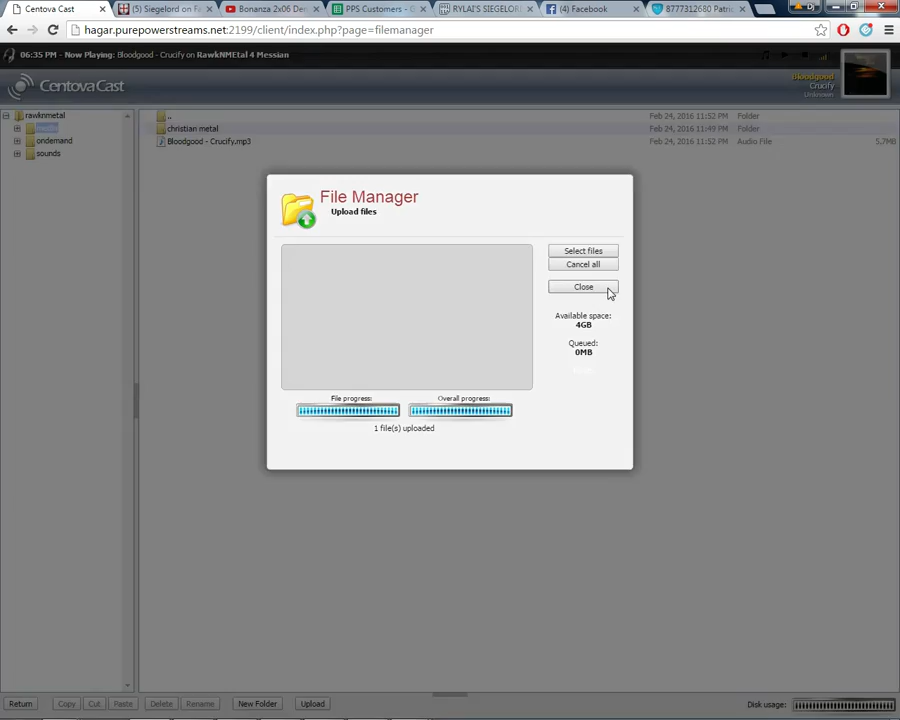 Centova Cast
(5) Siegelord on F
Bonanza 2x06 De
PPS Customers - G
RYLAI'S SIEGELOR
(4) Facebook
8777312680 Patri
Dj
hagar.purepowerstreams.net:2199/client/index.php?page=filemanager
06:35 PM - Now Playing: Bloodgood - Crucify on RawkNMEtal 4 Messian
Bloodgood
Crucify
Unknown
CentovaCast
rawknmetal
ondemand
sounds
.. Feb 24, 2016 11:52 PM Folder
christian metal Feb 24, 2016 11:49 PM Folder
Bloodgood - Crucify.mp3 Feb 24, 2016 11:52 PM Audio File 5.7MB
File Manager
Upload files
Select files
Cancel all
Close
Available space:
4GB
Queued:
0MB
File progress: Overall progress:
1 file(s) uploaded
Return Copy Cut Paste Delete Rename New Folder Upload Disk usage: